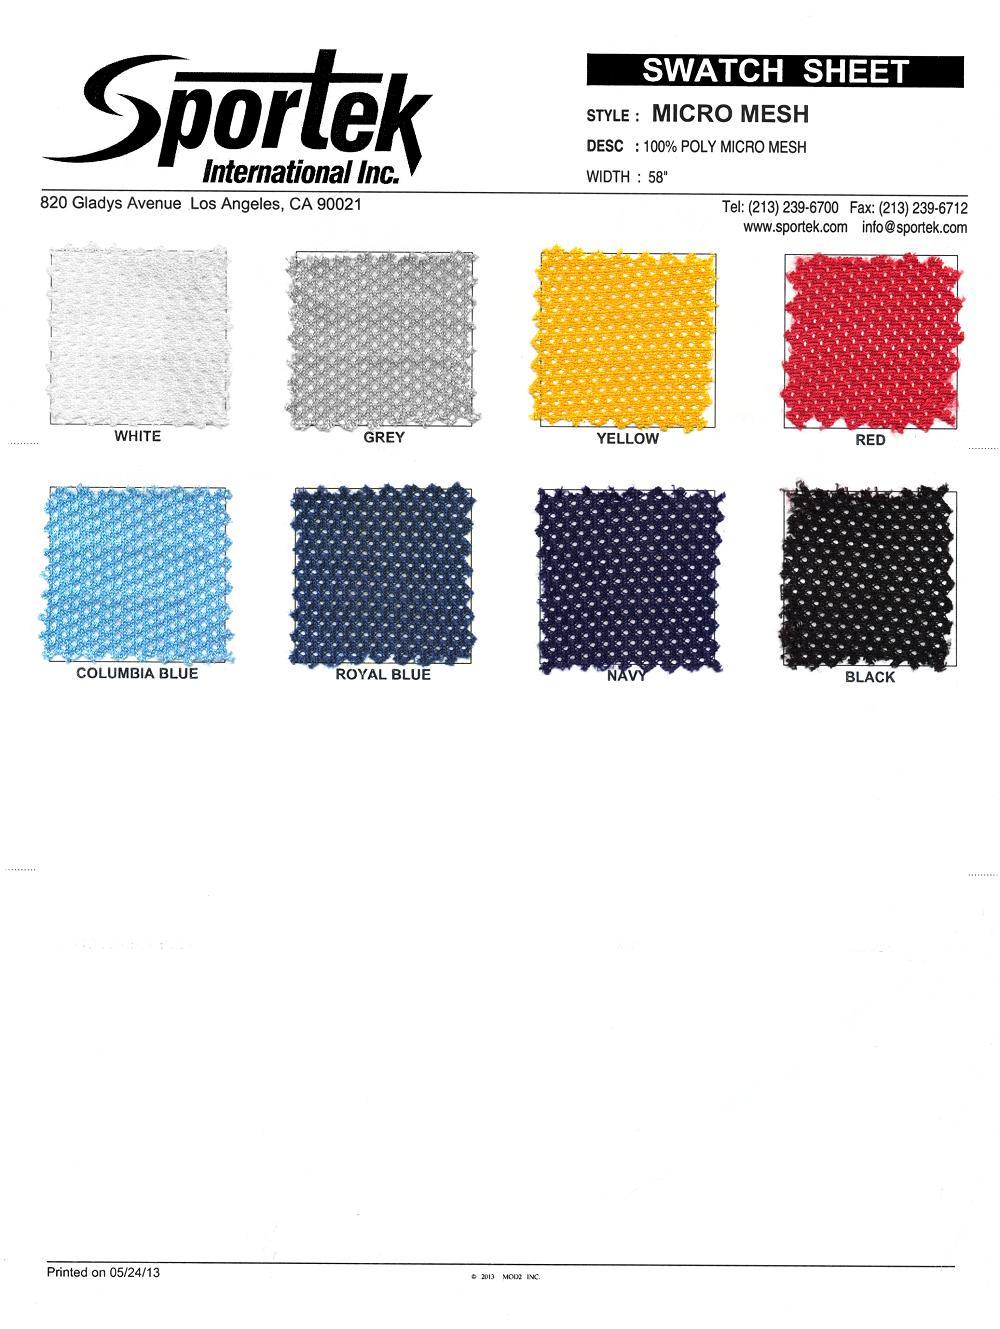 Sportek
International Inc.
SWATCH SHEET
STYLE : MICRO MESH
DESC : 100% POLY MICRO MESH
WIDTH : 58"
820 Gladys Avenue Los Angeles, CA 90021
Tel: (213) 239-6700 Fax: (213) 239-6712
www.sportek.com info@sportek.com
WHITE
GREY
YELLOW
RED
COLUMBIA BLUE
ROYAL BLUE
NAVY
BLACK
Printed on 05/24/13
© 2013 MOD2 INC.